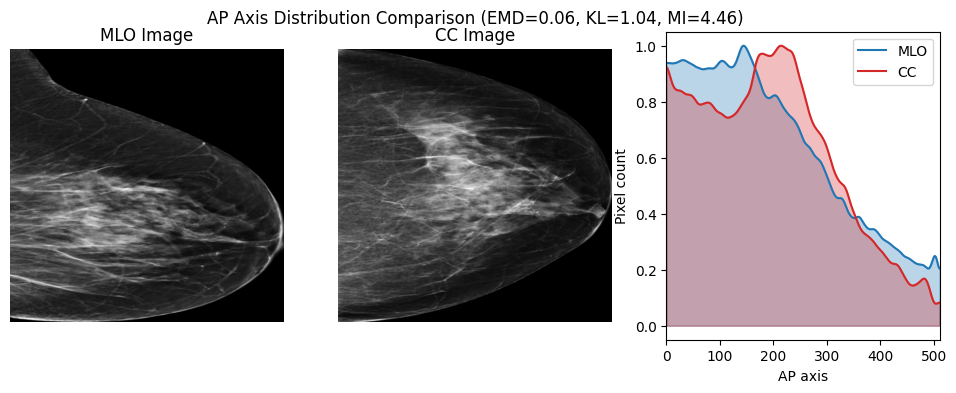 AP Axis Distribution Comparison (EMD=0.06, KL=1.04, MI=4.46)
MLO Image
CC Image
MLO
CC
Pixel count
1.0
0.8
0.6
0.4
0.2
0.0
0 100 200 300 400 500
AP axis